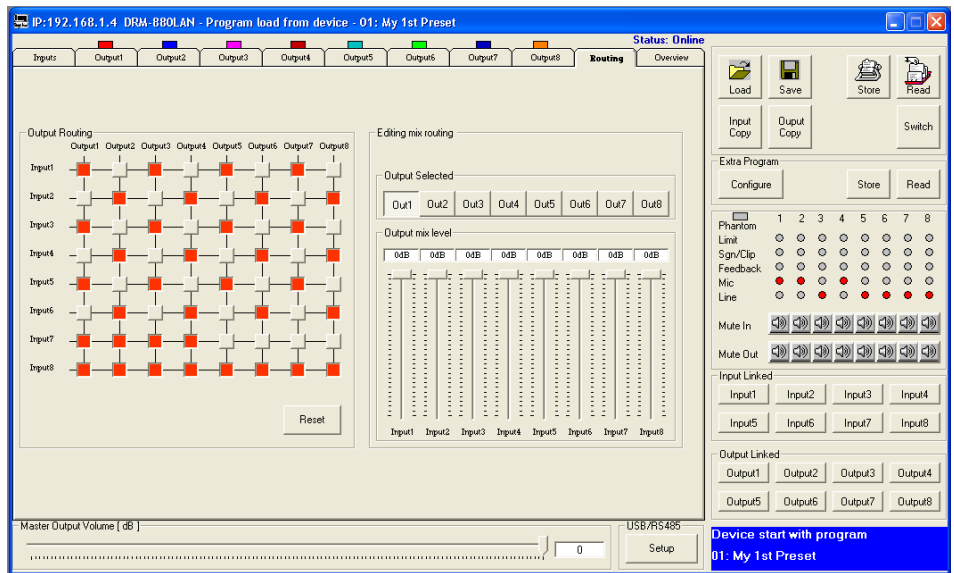 IP:192.168.1.4 DRM-880LAN - Program load from device - 01: My 1st Preset
Status: Online
Inputs Output1 Output2 Output3 Output4 Output5 Output6 Output7 Output8 Routing Overview
Output Routing
Output1 Output2 Output3 Output4 Output5 Output6 Output7 Output8
Input1
Input2
Input3
Input4
Input5
Input6
Input7
Input8
Reset
Editing mix routing
Output Selected
Out1 Out2 Out3 Out4 Out5 Out6 Out7 Out8
Output mix level
0dB 0dB 0dB 0dB 0dB 0dB 0dB 0dB
Input1 Input2 Input3 Input4 Input5 Input6 Input7 Input8
Master Output Volume [ dB ]
0
USB/RS485
Setup
Load Save Store Read
Input Copy Ouput Copy Switch
Extra Program
Configure Store Read
Phantom 1 2 3 4 5 6 7 8
Limit
Sgn/Clip
Feedback
Mic
Line
Mute In
Mute Out
Input Linked
Input1 Input2 Input3 Input4
Input5 Input6 Input7 Input8
Output Linked
Output1 Output2 Output3 Output4
Output5 Output6 Output7 Output8
Device start with program
01: My 1st Preset